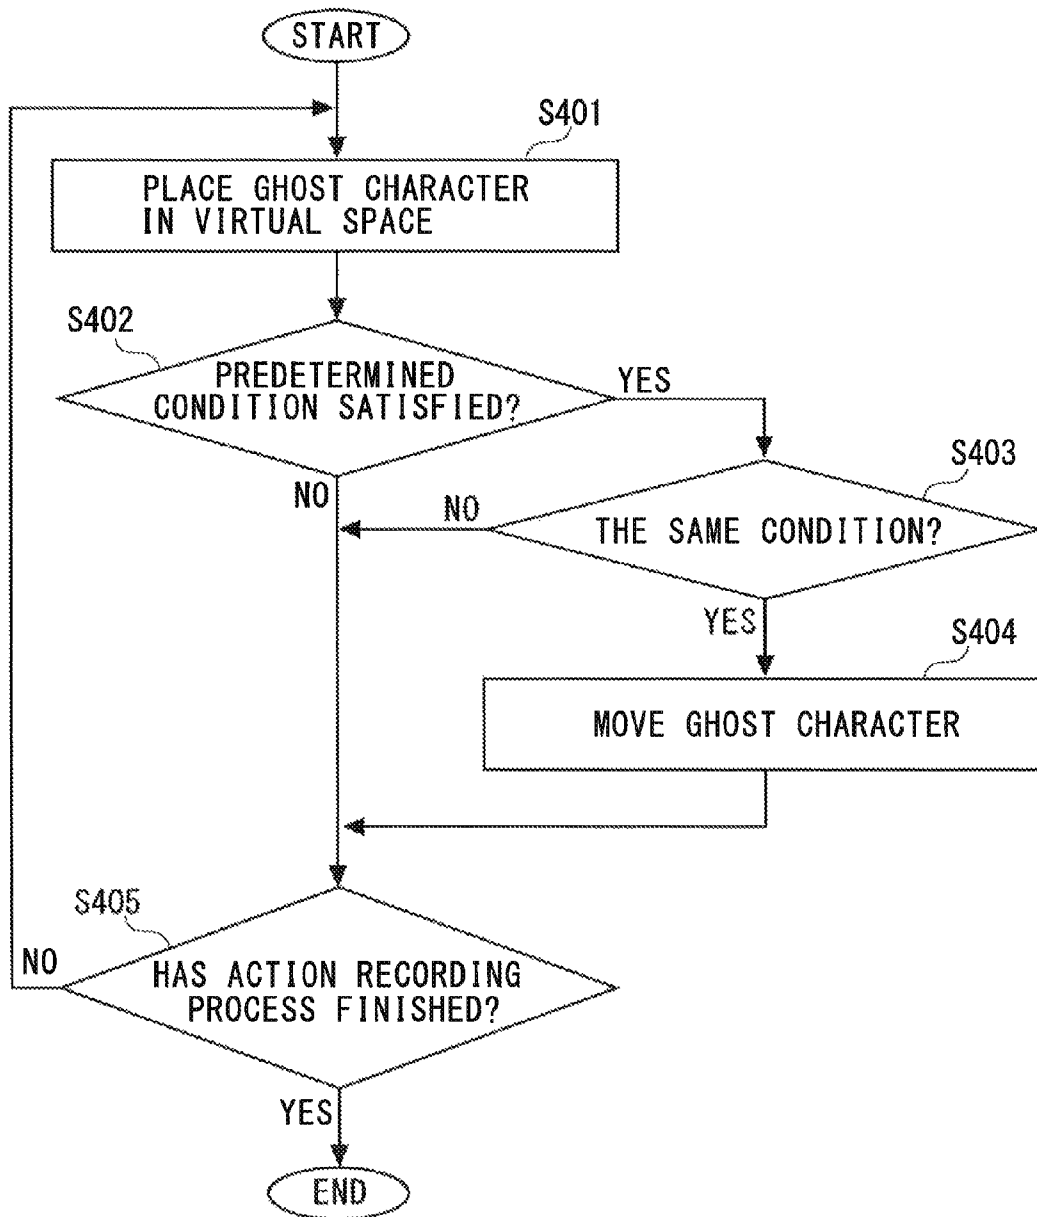 START
S401
PLACE GHOST CHARACTER
IN VIRTUAL SPACE
S402
PREDETERMINED
CONDITION SATISFIED?
YES
NO
S403
THE SAME CONDITION?
NO
YES
S404
MOVE GHOST CHARACTER
S405
HAS ACTION RECORDING
PROCESS FINISHED?
NO
YES
END